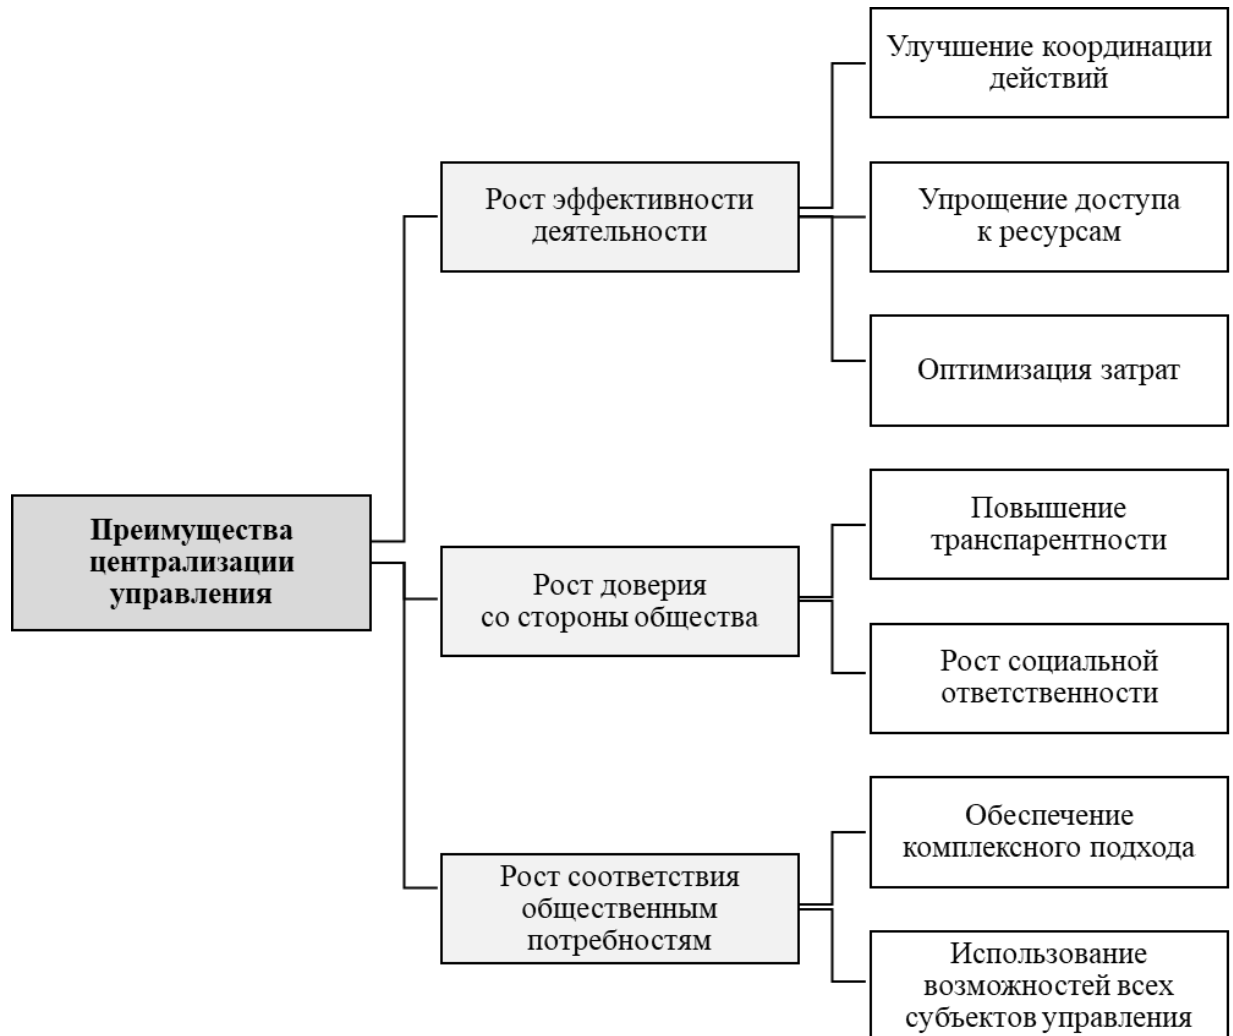 Преимущества
централизации
управления
Рост эффективности
деятельности
Улучшение координации
действий
Упрощение доступа
к ресурсам
Оптимизация затрат
Рост доверия
со стороны общества
Повышение
транспарентности
Рост социальной
ответственности
Рост соответствия
общественным
потребностям
Обеспечение
комплексного подхода
Использование
возможностей всех
субъектов управления